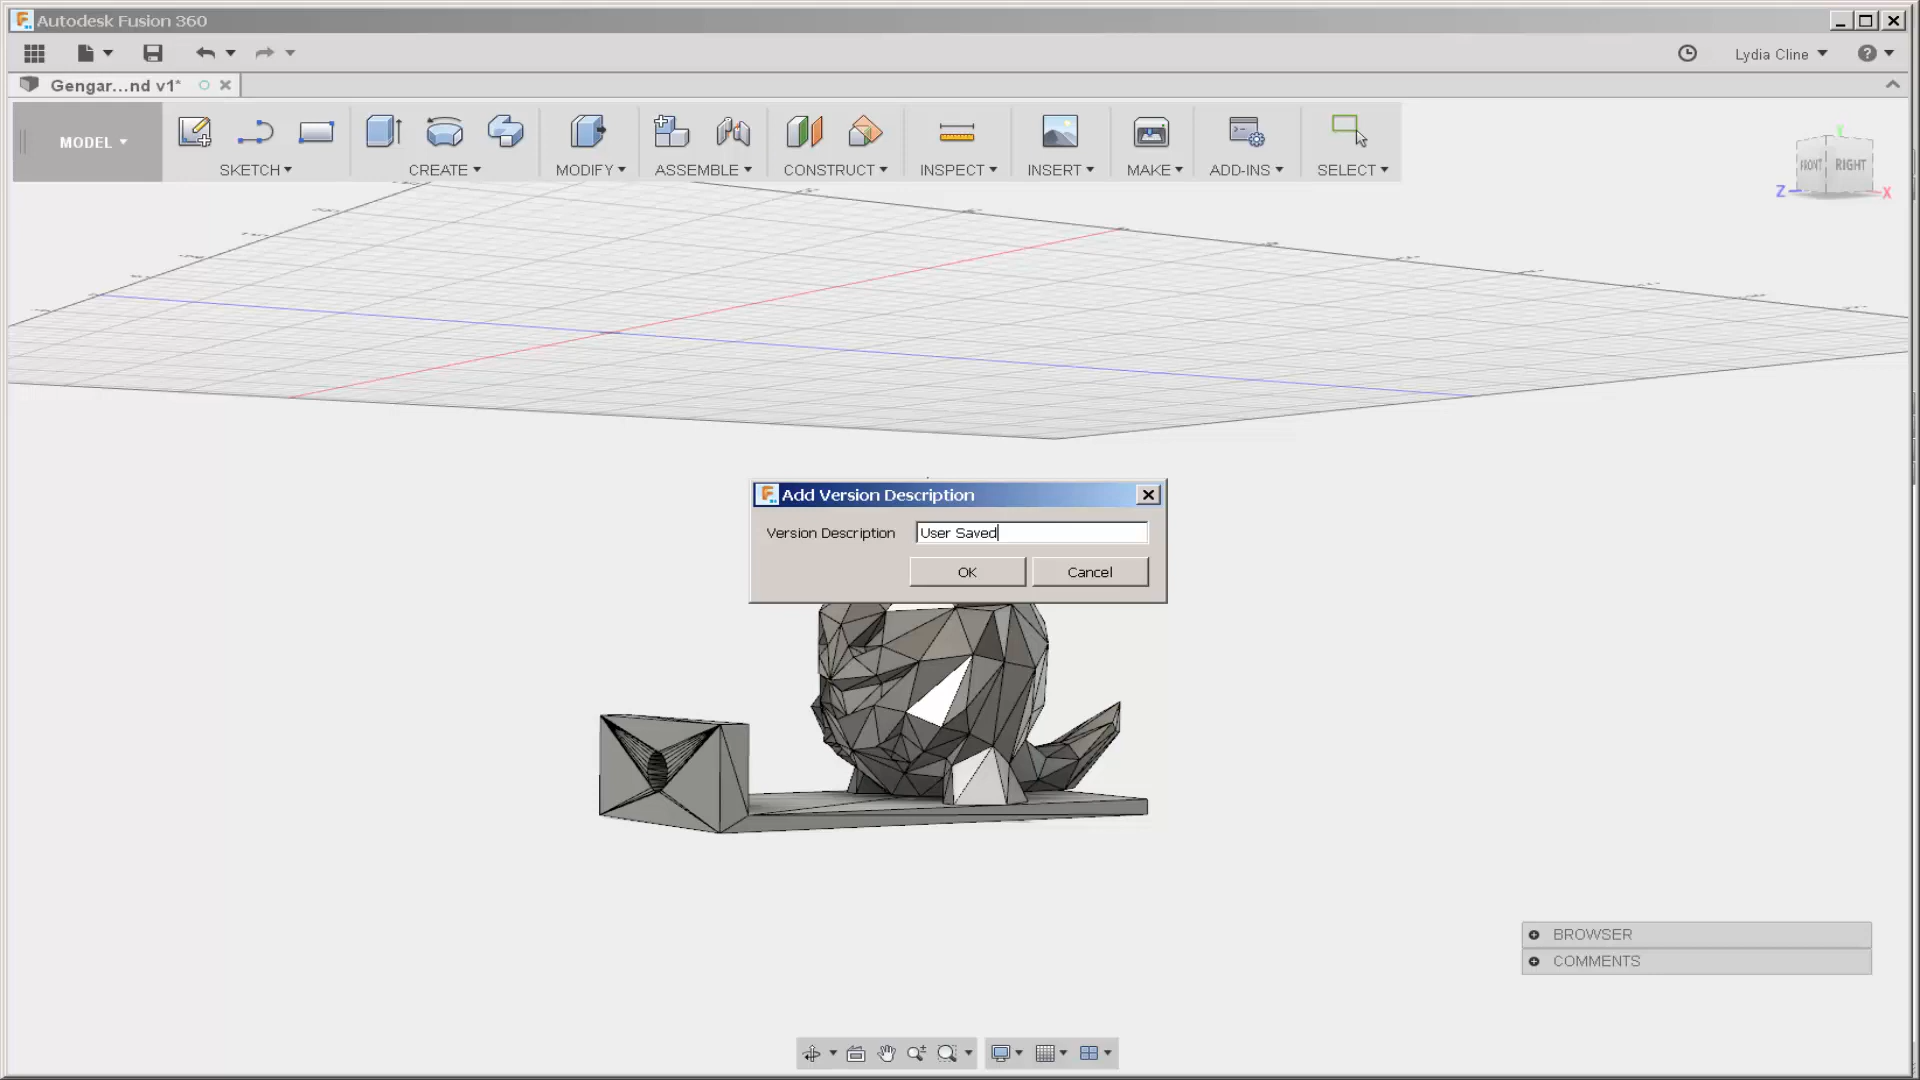 Autodesk Fusion 360
Lydia Cline
Gengar...nd v1*
MODEL
SKETCH
CREATE
MODIFY
ASSEMBLE
CONSTRUCT
INSPECT
INSERT
MAKE
ADD-INS
SELECT
FRONT
RIGHT
Z
X
Add Version Description
Version Description
User Saved
OK
Cancel
BROWSER
COMMENTS